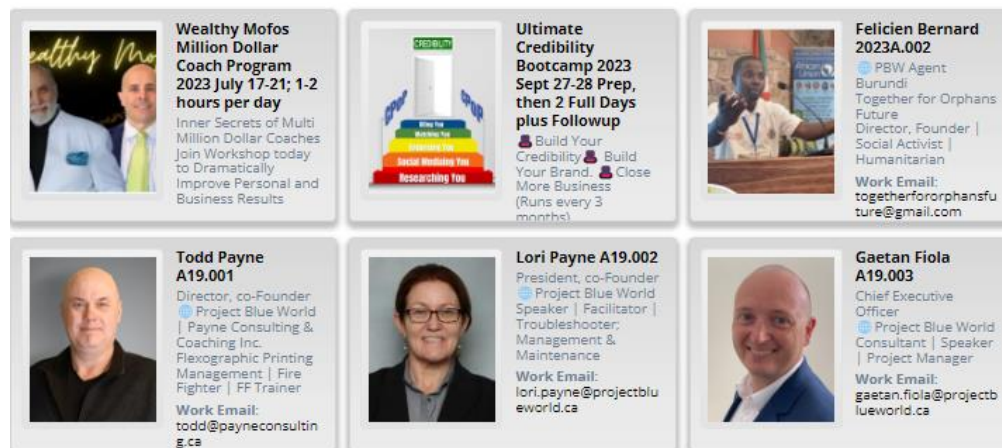 ealthy Mo
Wealthy Mofos
Million Dollar
Coach Program
2023 July 17-21; 1-2
hours per day
Inner Secrets of Multi
Million Dollar Coaches
Join Workshop today
to Dramatically
Improve Personal and
Business Results
CREDIBILITY
Hiring You
Watching You
Endorsing You
Social Mediaing You
Researching You
Ultimate
Credibility
Bootcamp 2023
Sept 27-28 Prep,
then 2 Full Days
plus Followup
Build Your
Credibility Build
Your Brand. Close
More Business
(Runs every 3
months)
Felicien Bernard
2023A.002
PBW Agent
Burundi
Together for Orphans
Future
Director, Founder |
Social Activist |
Humanitarian
Work Email:
togetherfororphansfu
ture@gmail.com
Todd Payne
A19.001
Director, co-Founder
Project Blue World
| Payne Consulting &
Coaching Inc.
Flexographic Printing
Management | Fire
Fighter | FF Trainer
Work Email:
todd@payneconsultin
g.ca
Lori Payne A19.002
President, co-Founder
Project Blue World
Speaker | Facilitator |
Troubleshooter;
Management &
Maintenance
Work Email:
lori.payne@projectblu
eworld.ca
Gaetan Fiola
A19.003
Chief Executive
Officer
Project Blue World
Consultant | Speaker
| Project Manager
Work Email:
gaetan.fiola@projectb
lueworld.ca